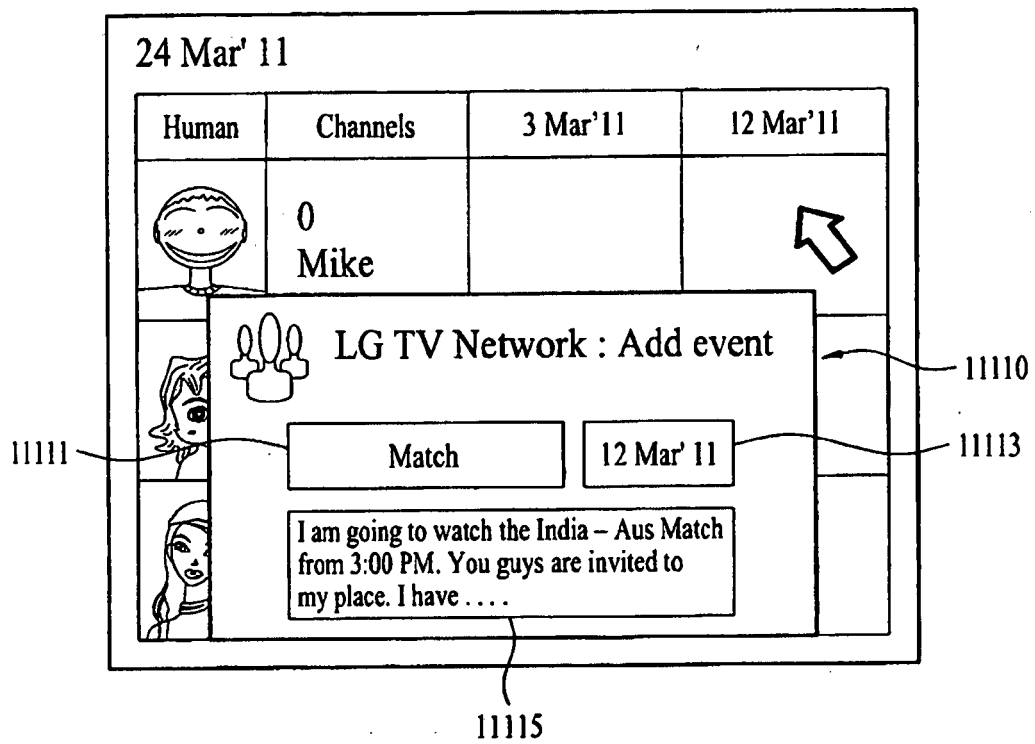 24 Mar' 11
Human Channels 3 Mar'11 12 Mar'11
0
Mike
LG TV Network : Add event
11110
11111
Match
12 Mar' 11
11113
I am going to watch the India – Aus Match
from 3:00 PM. You guys are invited to
my place. I have . . . .
11115